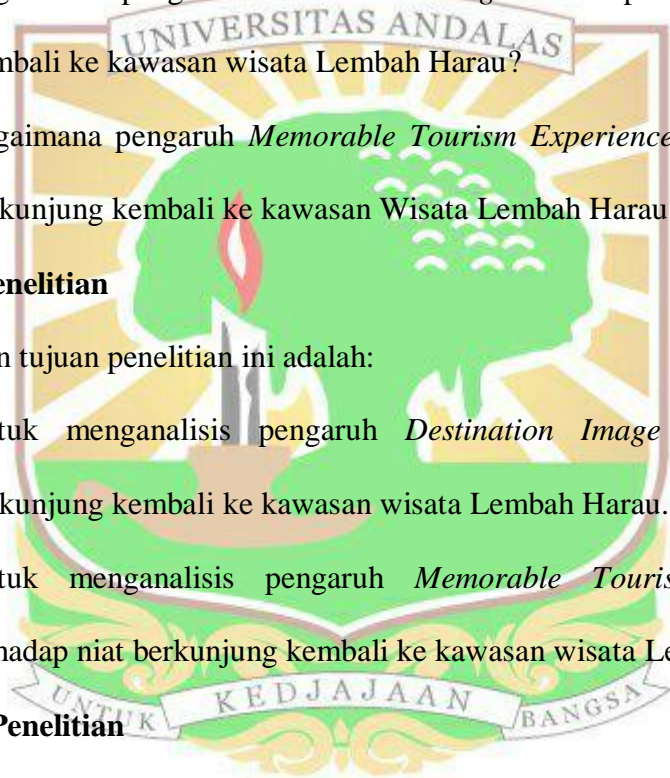 UNIVERSITAS ANDALAS
mbali ke kawasan wisata Lembah Harau?
gaimana pengaruh Memorable Tourism Experience
kunjung kembali ke kawasan Wisata Lembah Harau
enelitian
n tujuan penelitian ini adalah:
tuk menganalisis pengaruh Destination Image
kunjung kembali ke kawasan wisata Lembah Harau.
tuk menganalisis pengaruh Memorable Touris
hadap niat berkunjung kembali ke kawasan wisata Le
UNTUK KEDJAJAAN BANGSA
Penelitian